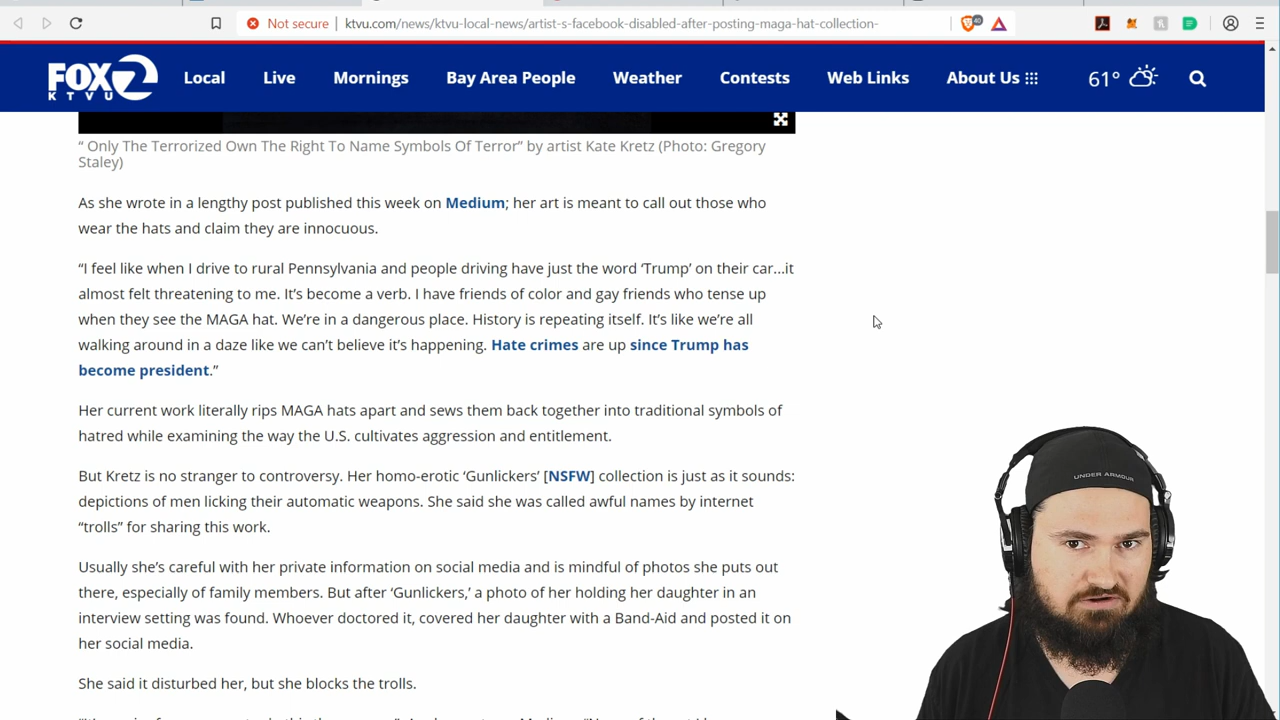 Not secure | ktvu.com/news/ktvu-local-news/artist-s-facebook-disabled-after-posting-maga-hat-collection-
40
FOX 2
KTVU
Local Live Mornings Bay Area People Weather Contests Web Links About Us 61°
“ Only The Terrorized Own The Right To Name Symbols Of Terror” by artist Kate Kretz (Photo: Gregory
Staley)
As she wrote in a lengthy post published this week on Medium; her art is meant to call out those who
wear the hats and claim they are innocuous.
“I feel like when I drive to rural Pennsylvania and people driving have just the word ‘Trump’ on their car...it
almost felt threatening to me. It’s become a verb. I have friends of color and gay friends who tense up
when they see the MAGA hat. We’re in a dangerous place. History is repeating itself. It’s like we’re all
walking around in a daze like we can’t believe it’s happening. Hate crimes are up since Trump has
become president.”
Her current work literally rips MAGA hats apart and sews them back together into traditional symbols of
hatred while examining the way the U.S. cultivates aggression and entitlement.
But Kretz is no stranger to controversy. Her homo-erotic ‘Gunlickers’ [NSFW] collection is just as it sounds:
depictions of men licking their automatic weapons. She said she was called awful names by internet
“trolls” for sharing this work.
Usually she’s careful with her private information on social media and is mindful of photos she puts out
there, especially of family members. But after ‘Gunlickers,’ a photo of her holding her daughter in an
interview setting was found. Whoever doctored it, covered her daughter with a Band-Aid and posted it on
her social media.
She said it disturbed her, but she blocks the trolls.
UNDER ARMOUR